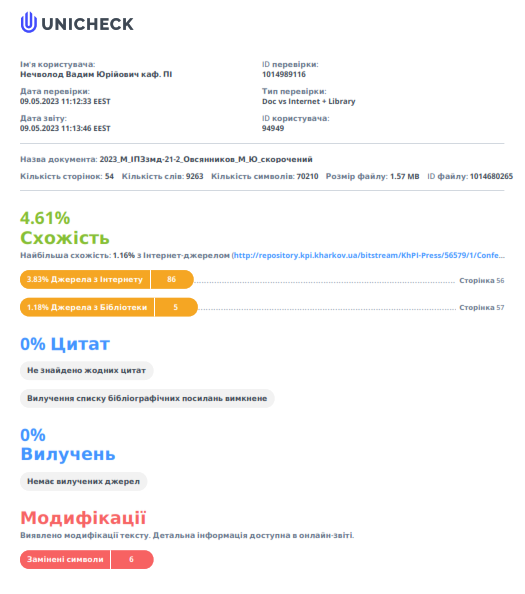 UNICHECK
Ім'я користувача:
Нечволод Вадим Юрійович каф. ПІ
ID перевірки:
1014989116
Дата перевірки:
09.05.2023 11:12:33 EEST
Тип перевірки:
Doc vs Internet + Library
Дата звіту:
09.05.2023 11:13:46 EEST
ID користувача:
94949
Назва документа: 2023_М_ІПЗзмд-21-2_Овсянников_М_Ю_скорочений
Кількість сторінок: 54 Кількість слів: 9263 Кількість символів: 70210 Розмір файлу: 1.57 MB ID файлу: 1014680265
4.61%
Схожість
Найбільша схожість: 1.16% з Інтернет-джерелом (http://repository.kpi.kharkov.ua/bitstream/KhPI-Press/56579/1/Confe...
3.83% Джерела з Інтернету 86 Сторінка 56
1.18% Джерела з Бібліотеки 5 Сторінка 57
0% Цитат
Не знайдено жодних цитат
Вилучення списку бібліографічних посилань вимкнене
0%
Вилучень
Немає вилучених джерел
Модифікації
Виявлено модифікації тексту. Детальна інформація доступна в онлайн-звіті.
Замінені символи 6